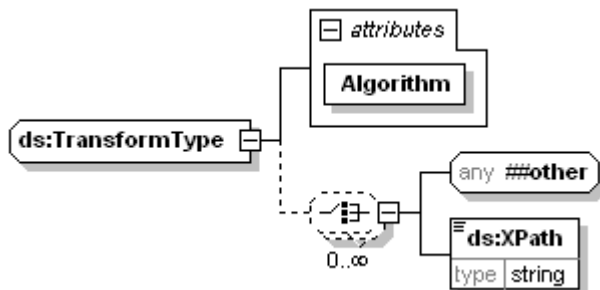 attributes
Algorithm
ds:TransformType
any ##other
0..∞
ds:XPath
type string